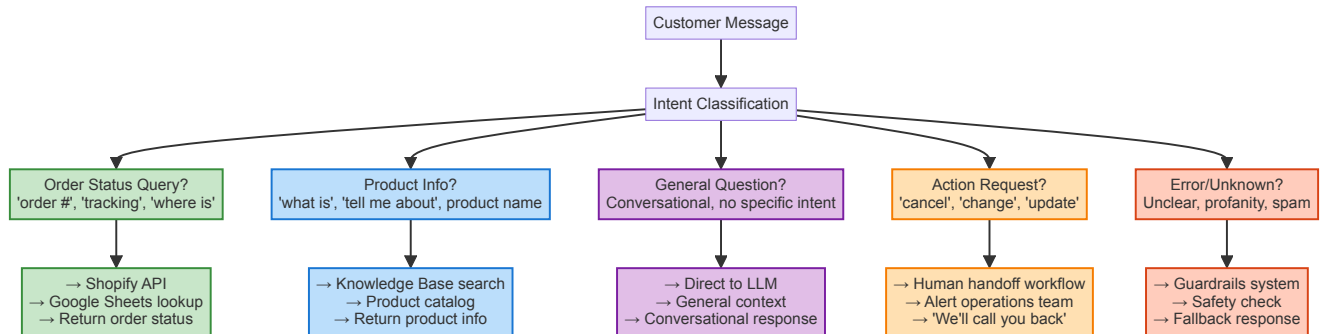 Customer Message
Intent Classification
Order Status Query?
'order #', 'tracking', 'where is'
Product Info?
'what is', 'tell me about', product name
General Question?
Conversational, no specific intent
Action Request?
'cancel', 'change', 'update'
Error/Unknown?
Unclear, profanity, spam
→ Shopify API
→ Google Sheets lookup
→ Return order status
→ Knowledge Base search
→ Product catalog
→ Return product info
→ Direct to LLM
→ General context
→ Conversational response
→ Human handoff workflow
→ Alert operations team
→ 'We'll call you back'
→ Guardrails system
→ Safety check
→ Fallback response